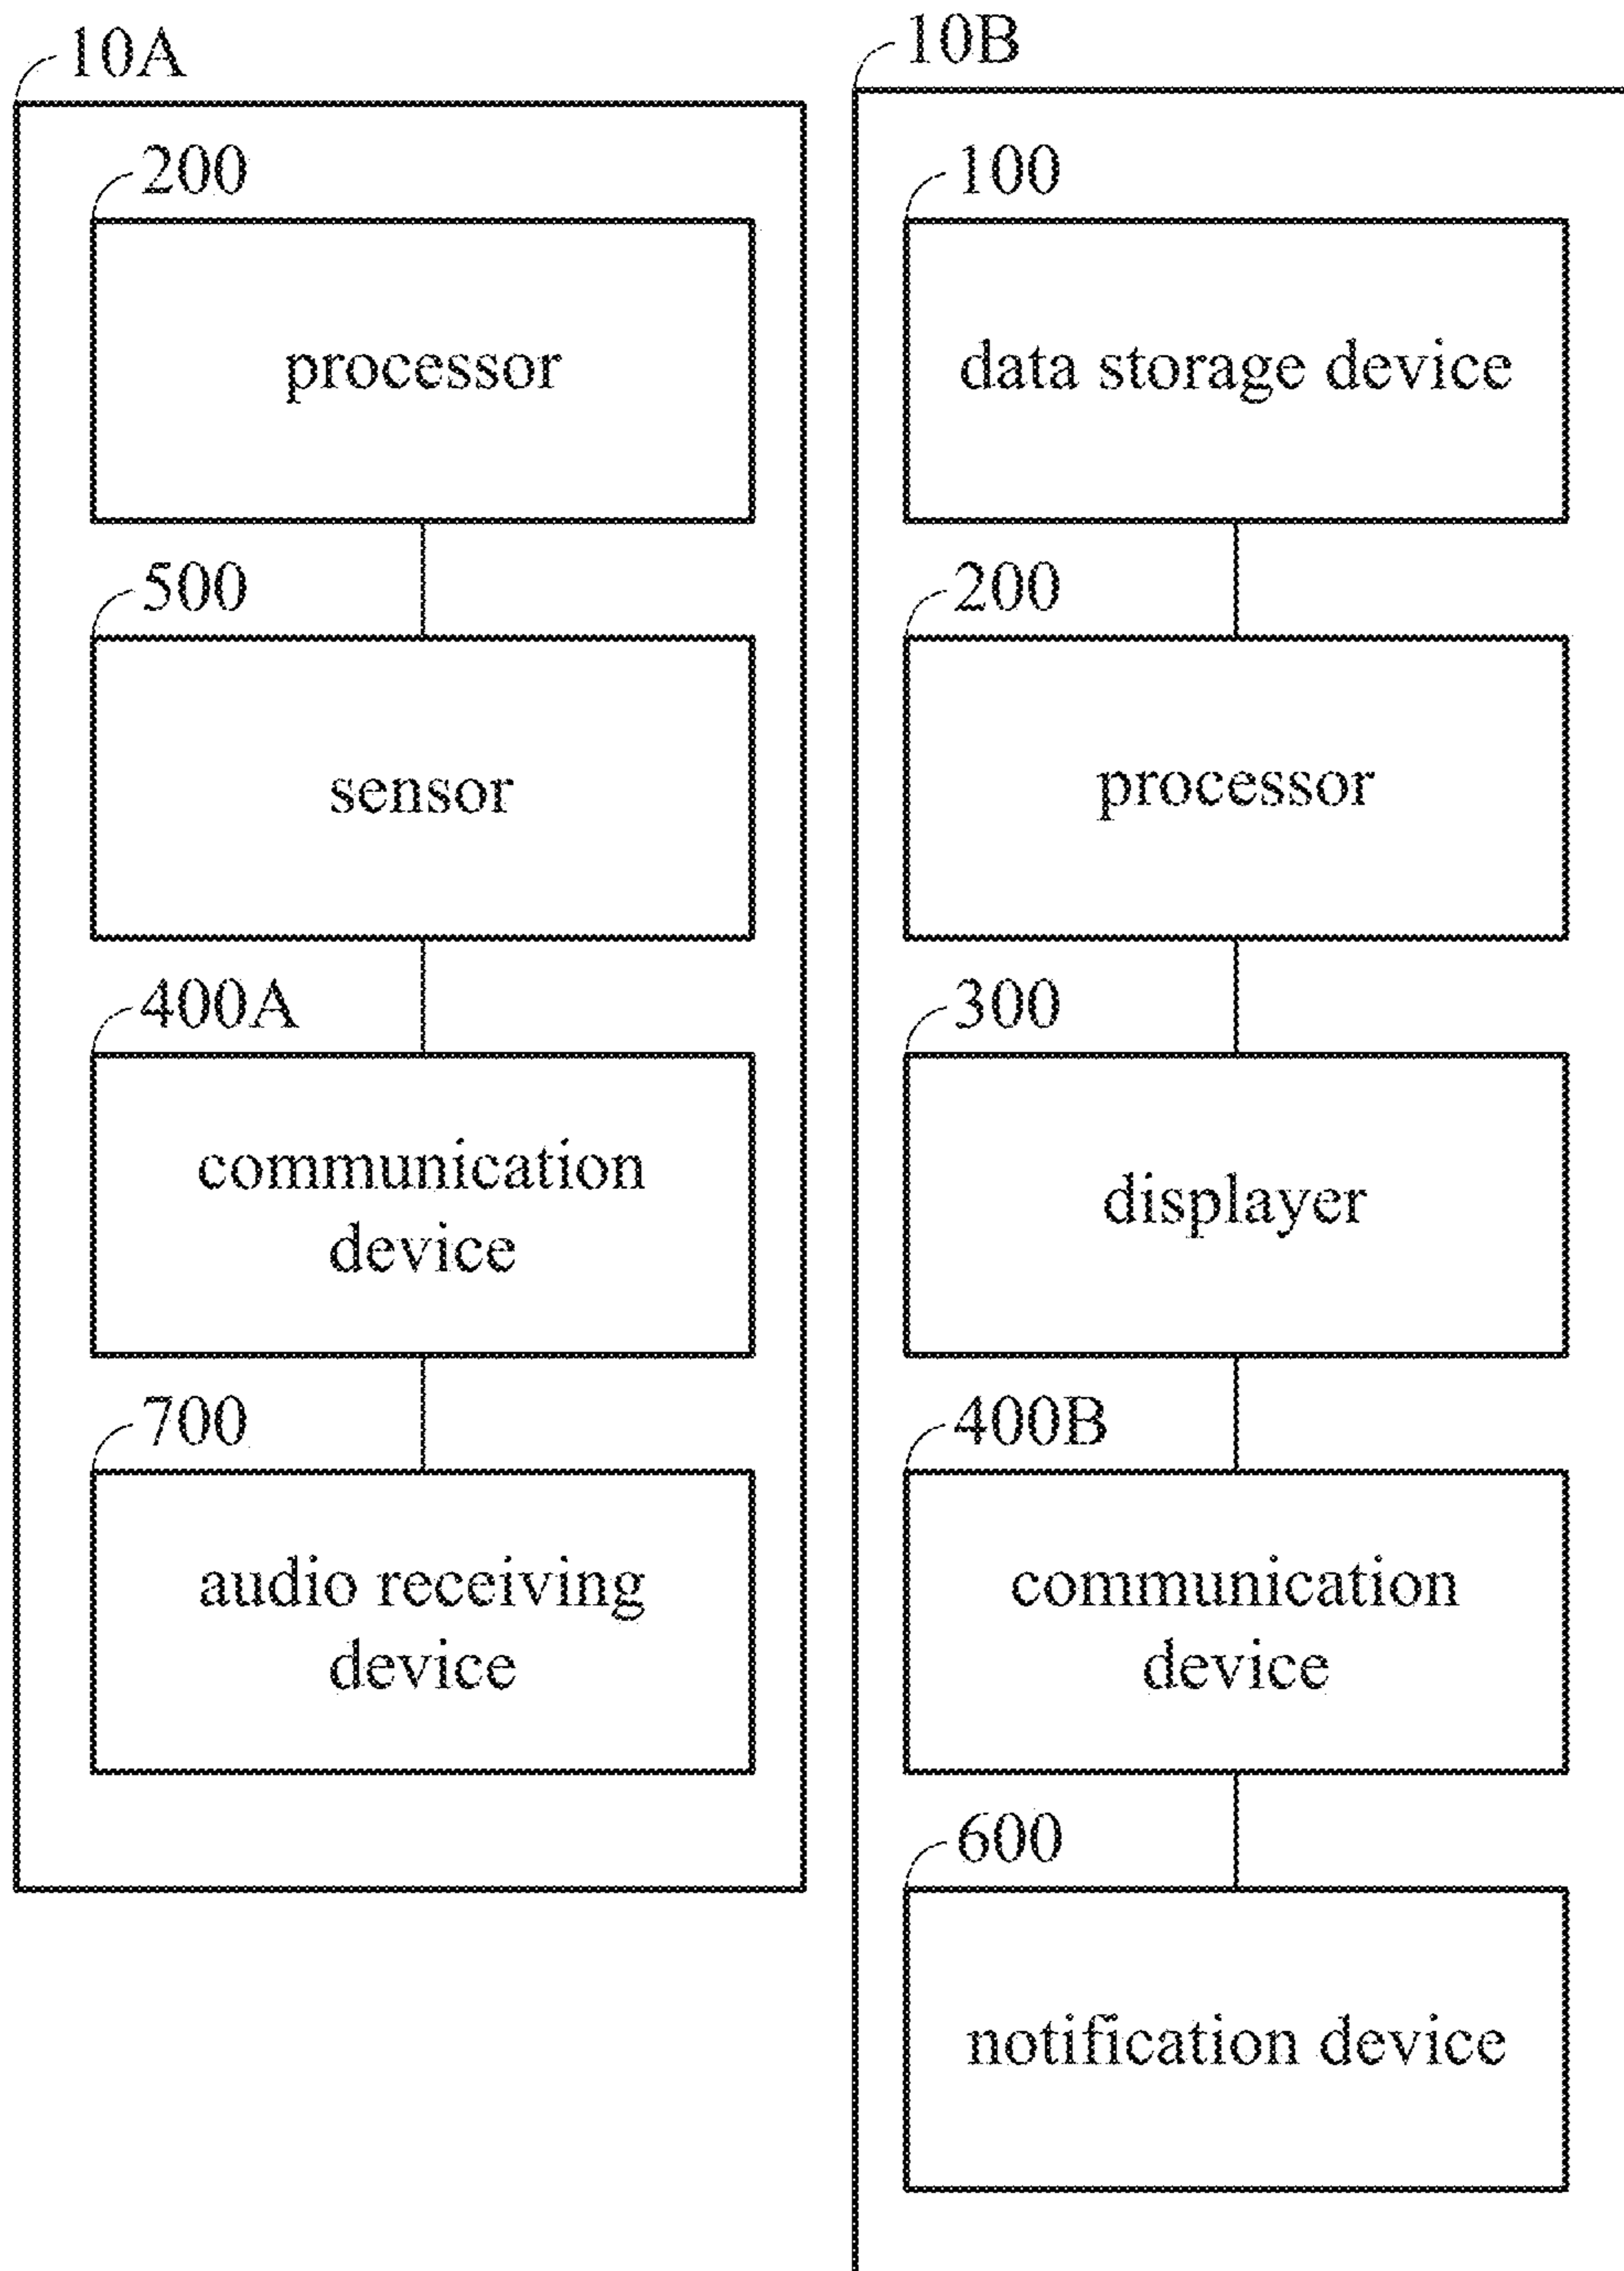 10A
200
processor
500
sensor
400A
communication
device
700
audio receiving
device
10B
100
data storage device
200
processor
300
displayer
400B
communication
device
600
notification device